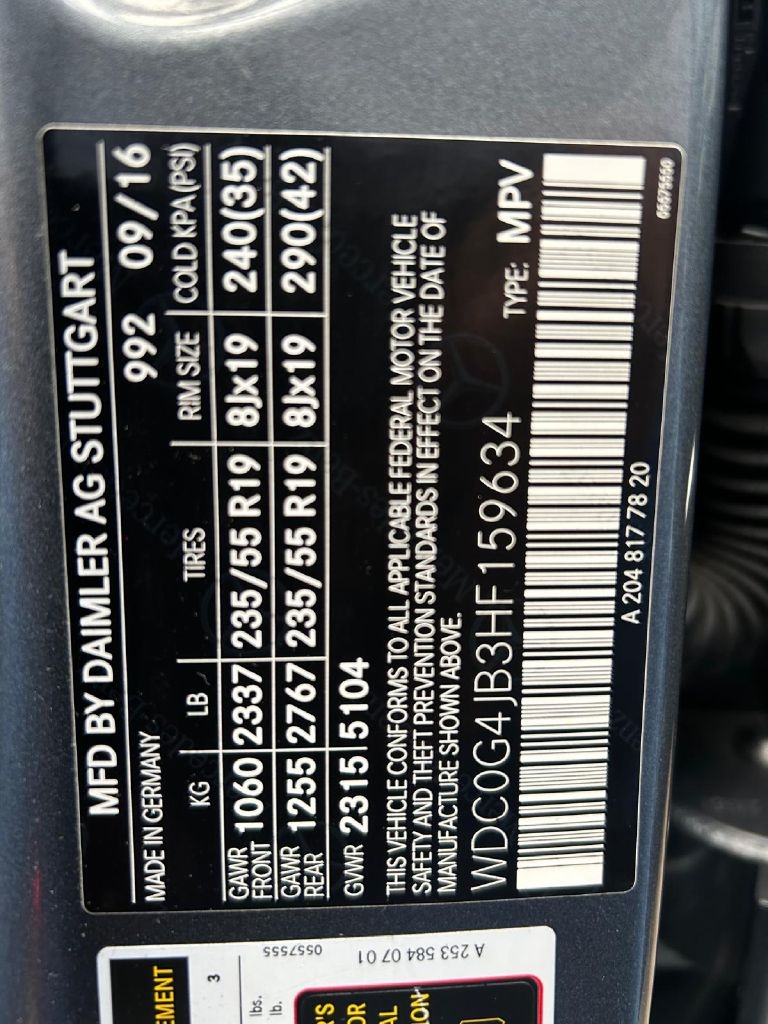 MFD BY DAIMLER AG STUTTGART
MADE IN GERMANY 992 09/16
KG LB TIRES RIM SIZE COLD KPA(PSI)
GAWR FRONT 1060 2337 235/55 R19 8Jx19 240(35)
GAWR REAR 1255 2767 235/55 R19 8Jx19 290(42)
GVWR 2315 5104
THIS VEHICLE CONFORMS TO ALL APPLICABLE FEDERAL MOTOR VEHICLE
SAFETY AND THEFT PREVENTION STANDARDS IN EFFECT ON THE DATE OF
MANUFACTURE SHOWN ABOVE.
WDC0G4JB3HF159634 TYPE: MPV
A 204 817 78 20
EMENT
3
lbs.
lb.
0557555
A 253 584 07 01